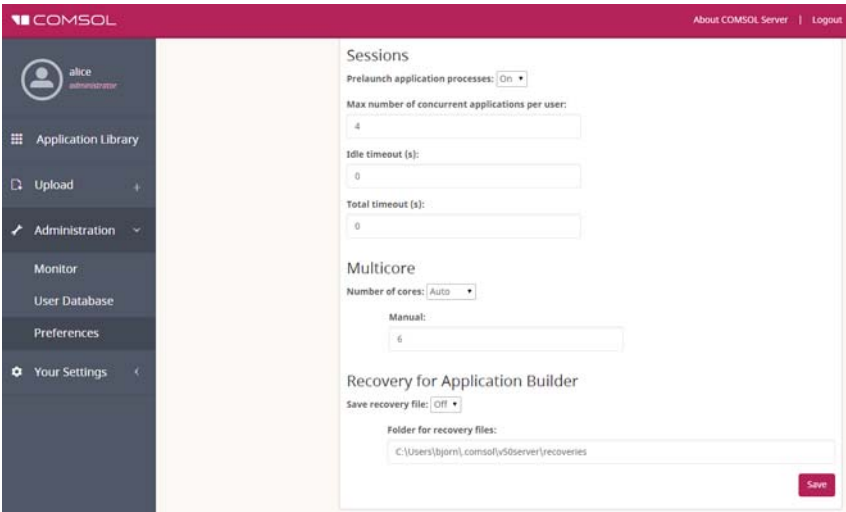 COMSOL
About COMSOL Server | Logout
alice
administrator
Application Library
Upload +
Administration
Monitor
User Database
Preferences
Your Settings
Sessions
Prelaunch application processes: On
Max number of concurrent applications per user:
4
Idle timeout (s):
0
Total timeout (s):
0
Multicore
Number of cores: Auto
Manual:
6
Recovery for Application Builder
Save recovery file: Off
Folder for recovery files:
C:\Users\bjorn\.comsol\v50server\recoveries
Save